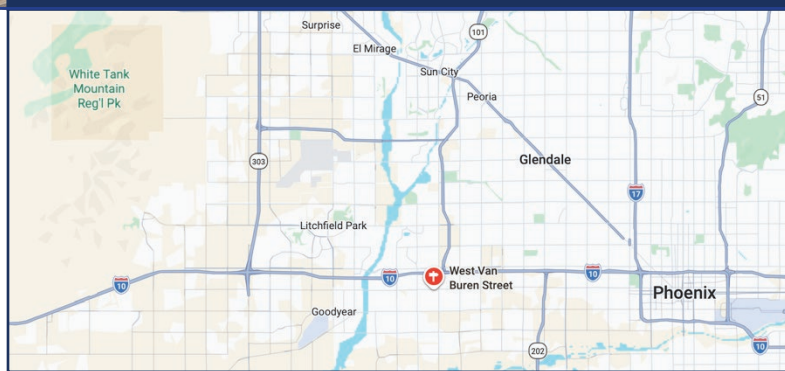 Surprise
101
El Mirage
White Tank
Mountain
Reg'l Pk
Sun City
Peoria
51
303
Glendale
17
Litchfield Park
10
10
West Van
Buren Street
10
Phoenix
Goodyear
202
10